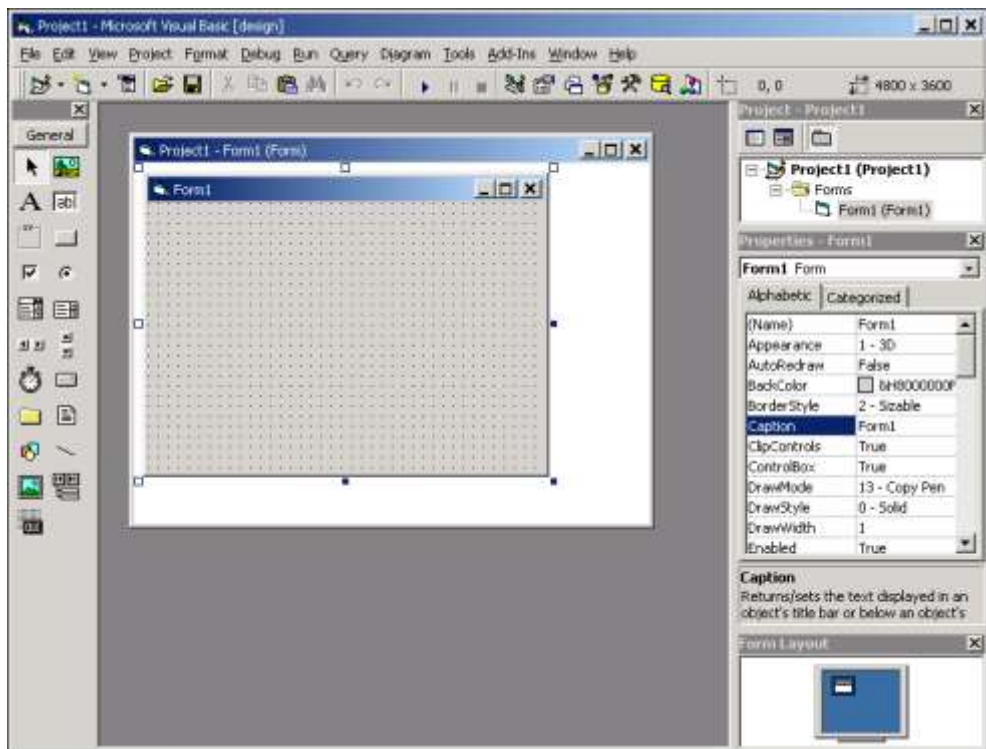 Project1 - Microsoft Visual Basic [design]
File Edit View Project Format Debug Run Query Diagram Tools Add-Ins Window Help
0, 0 4800 x 3600
General
A ab
Project1 - Form1 (Form)
Form1
Project - Project1
Project1 (Project1)
Forms
Form1 (Form1)
Properties - Form1
Form1 Form
Alphabetic Categorized
(Name) Form1
Appearance 1 - 3D
AutoRedraw False
BackColor &H8000000F
BorderStyle 2 - Sizable
Caption Form1
ClipControls True
ControlBox True
DrawMode 13 - Copy Pen
DrawStyle 0 - Solid
DrawWidth 1
Enabled True
Caption
Returns/sets the text displayed in an
object's title bar or below an object's
Form Layout